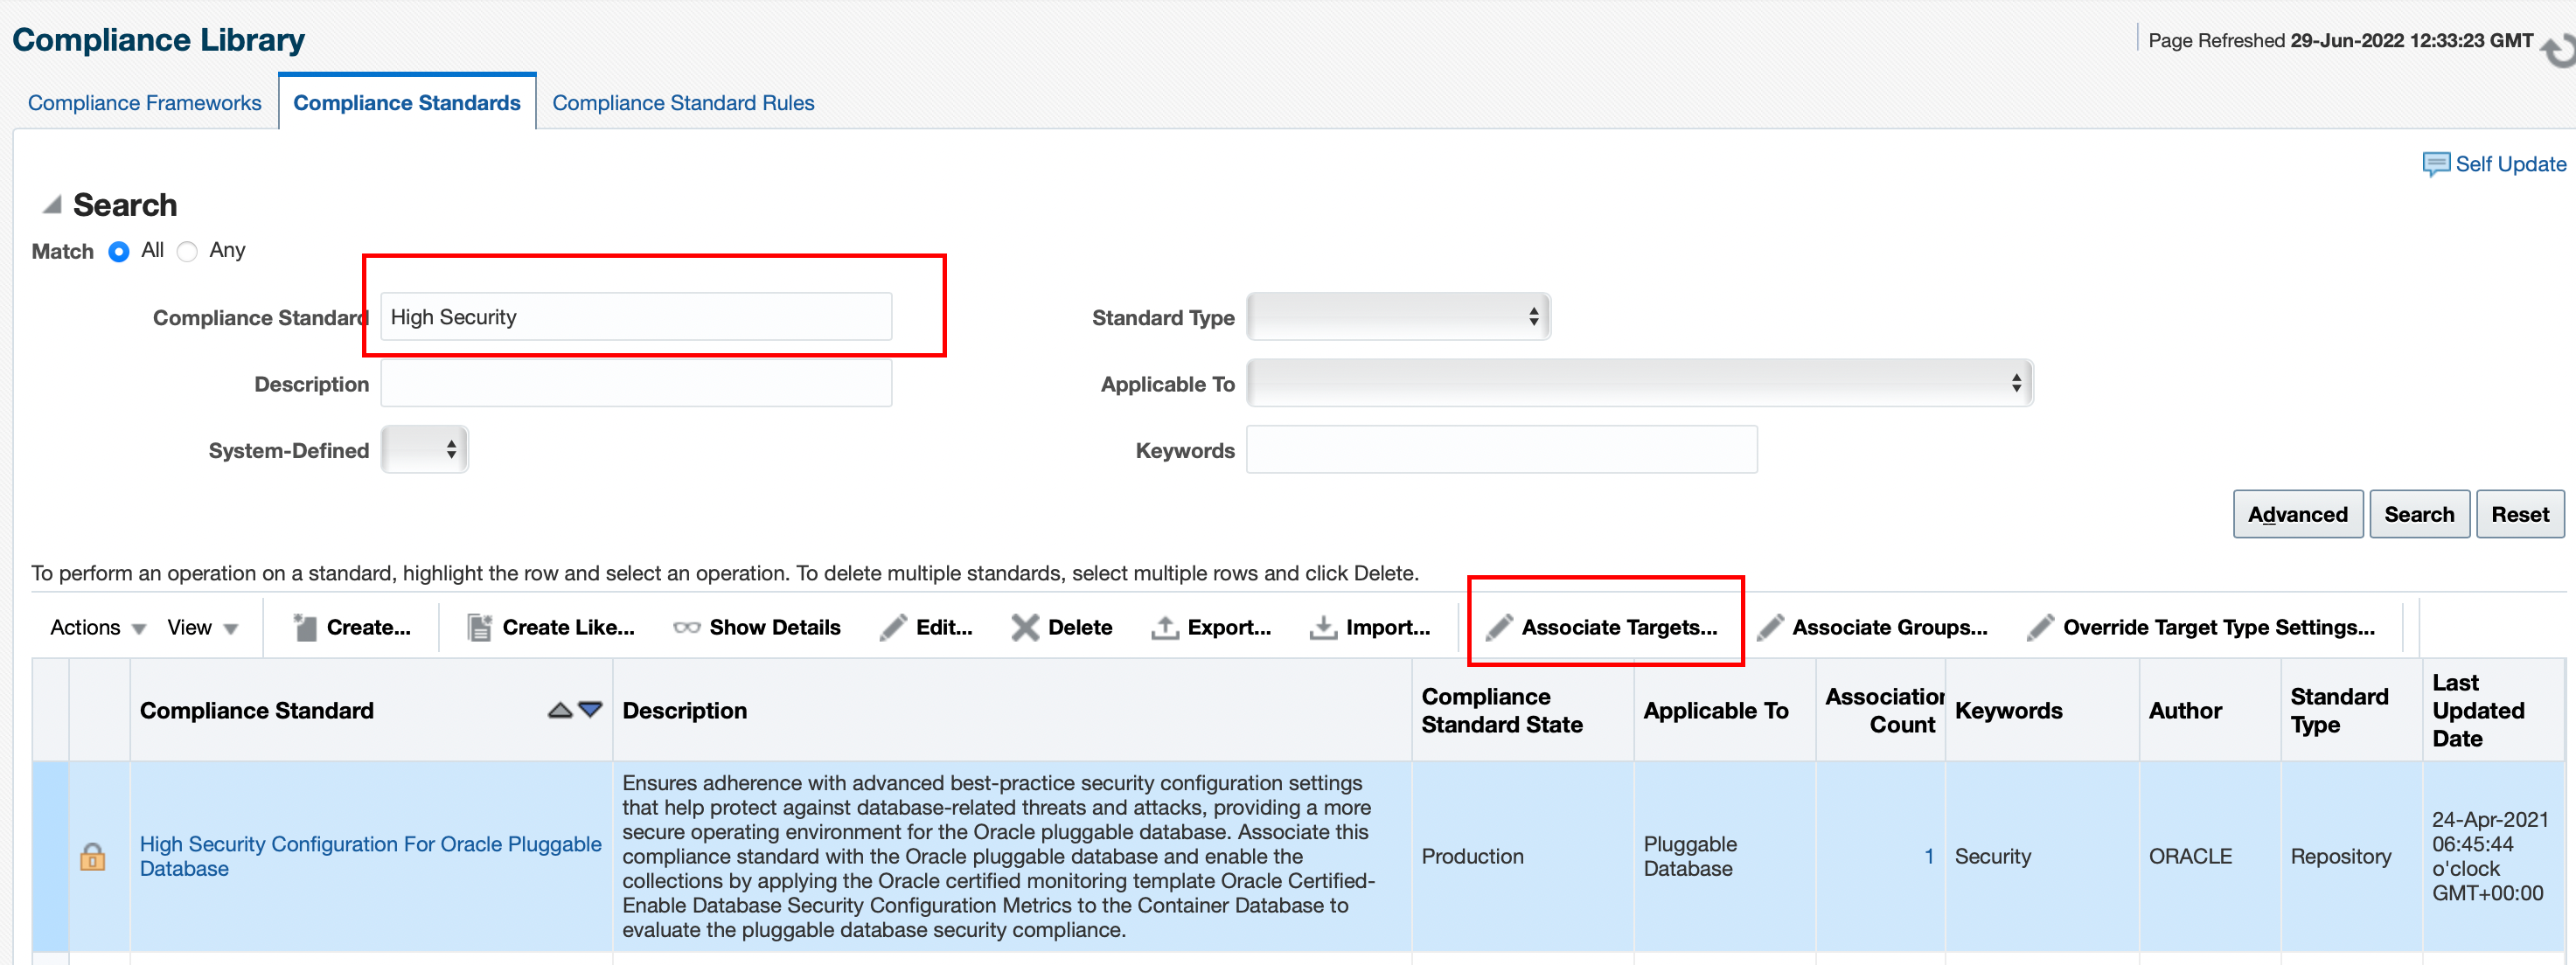 Compliance Library
Page Refreshed 29-Jun-2022 12:33:23 GMT
Compliance Frameworks
Compliance Standards
Compliance Standard Rules
Self Update
Search
Match All Any
Compliance Standard High Security
Standard Type
Description
Applicable To
System-Defined
Keywords
Advanced Search Reset
To perform an operation on a standard, highlight the row and select an operation. To delete multiple standards, select multiple rows and click Delete.
Actions View Create... Create Like... Show Details Edit... Delete Export... Import... Associate Targets... Associate Groups... Override Target Type Settings...
Compliance Standard
Description
Compliance
Standard State
Applicable To
Association
Count
Keywords
Author
Standard
Type
Last
Updated
Date
High Security Configuration For Oracle Pluggable
Database
Ensures adherence with advanced best-practice security configuration settings
that help protect against database-related threats and attacks, providing a more
secure operating environment for the Oracle pluggable database. Associate this
compliance standard with the Oracle pluggable database and enable the
collections by applying the Oracle certified monitoring template Oracle Certified-
Enable Database Security Configuration Metrics to the Container Database to
evaluate the pluggable database security compliance.
Production
Pluggable
Database
1
Security
ORACLE
Repository
24-Apr-2021
06:45:44
o'clock
GMT+00:00